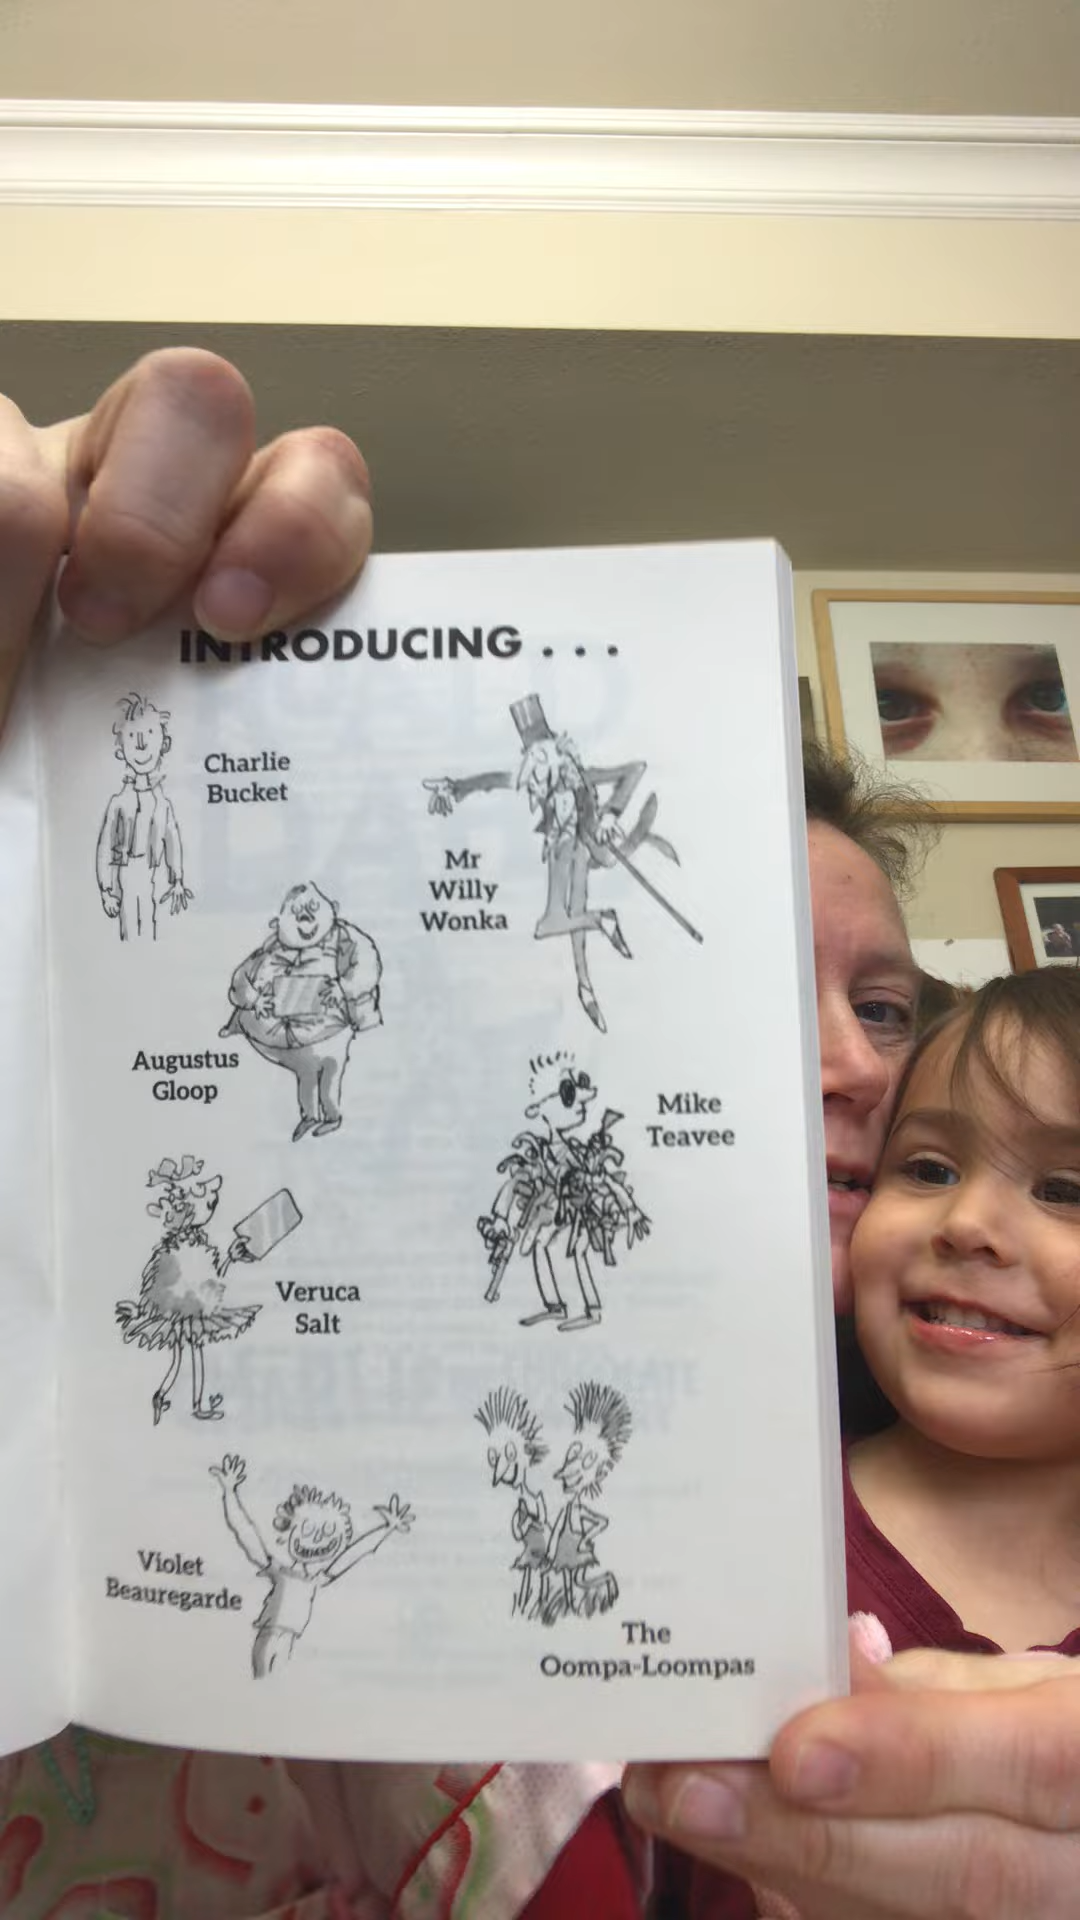 INTRODUCING . . .
Charlie
Bucket
Mr
Willy
Wonka
Augustus
Gloop
Mike
Teavee
Veruca
Salt
Violet
Beauregarde
The
Oompa-Loompas